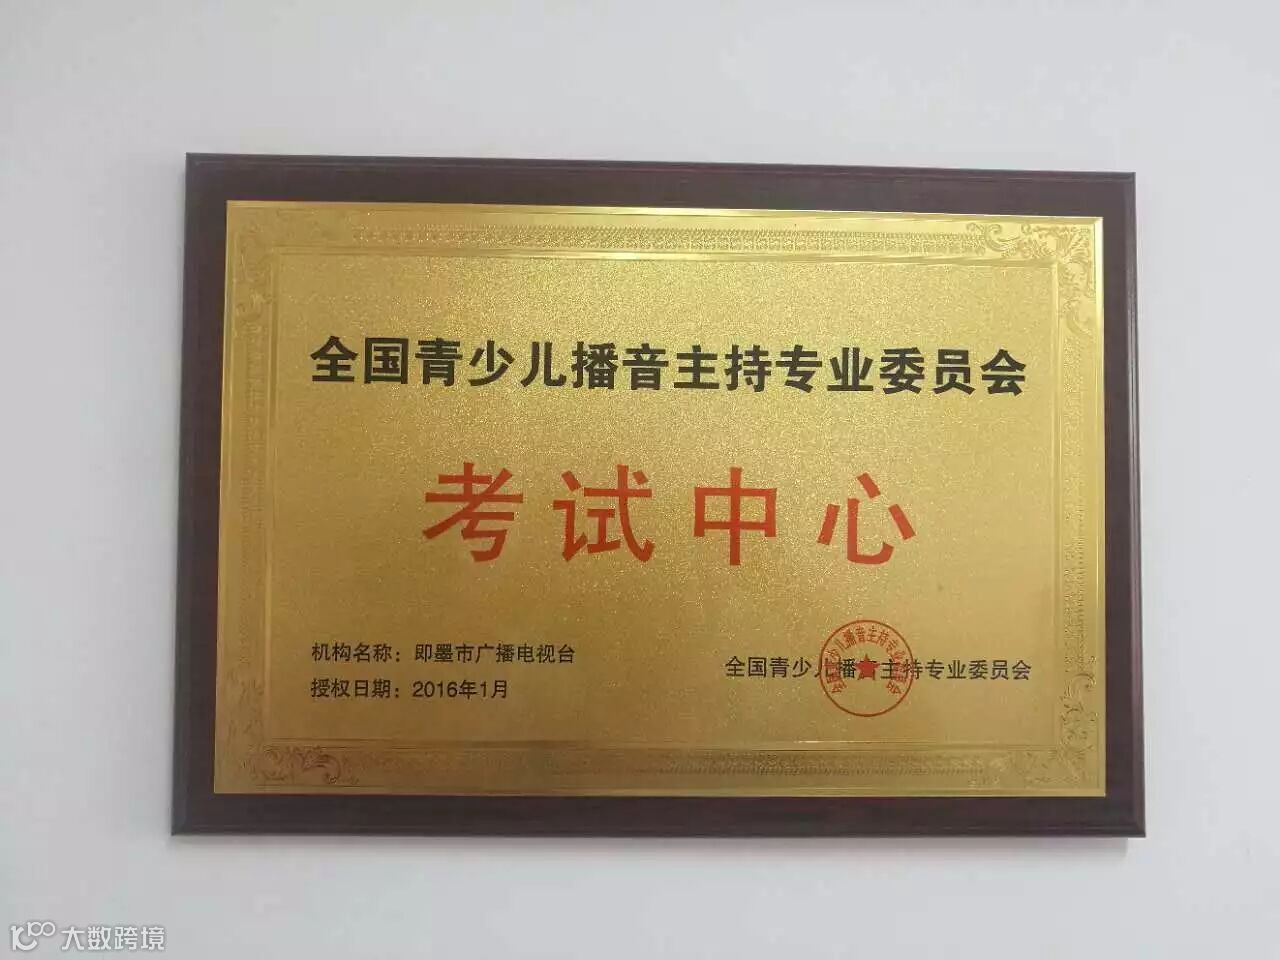 全国青少儿播音主持专业委员会
考试中心
机构名称：即墨市广播电视台
授权日期：2016年1月
全国青少儿播音主持专业委员会
大数跨境